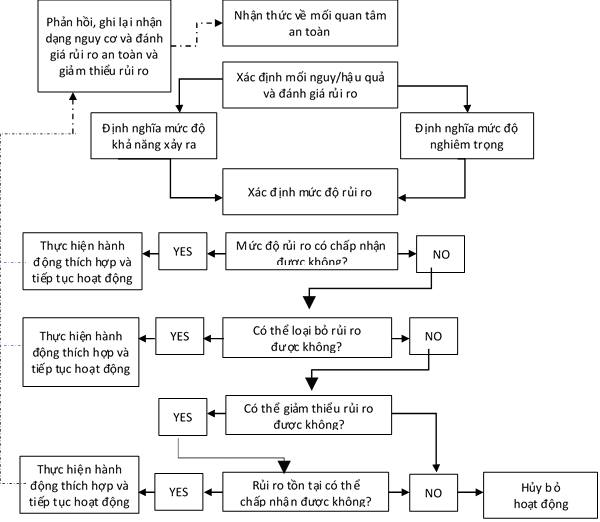 Phản hồi, ghi lại nhận
dạng nguy cơ và đánh
giá rủi ro an toàn và
giảm thiểu rủi ro
Nhận thức về mối quan tâm
an toàn
Xác định mối nguy/hậu quả
và đánh giá rủi ro
Định nghĩa mức độ
khả năng xảy ra
Định nghĩa mức độ
nghiêm trọng
Xác định mức độ rủi ro
Thực hiện hành
động thích hợp và
tiếp tục hoạt động
YES
Mức độ rủi ro có chấp nhận
được không?
NO
Thực hiện hành
động thích hợp và
tiếp tục hoạt động
YES
Có thể loại bỏ rủi ro
được không?
NO
YES
Có thể giảm thiểu rủi ro
được không?
Thực hiện hành
động thích hợp và
tiếp tục hoạt động
YES
Rủi ro tồn tại có thể
chấp nhận được không?
NO
Hủy bỏ
hoạt động